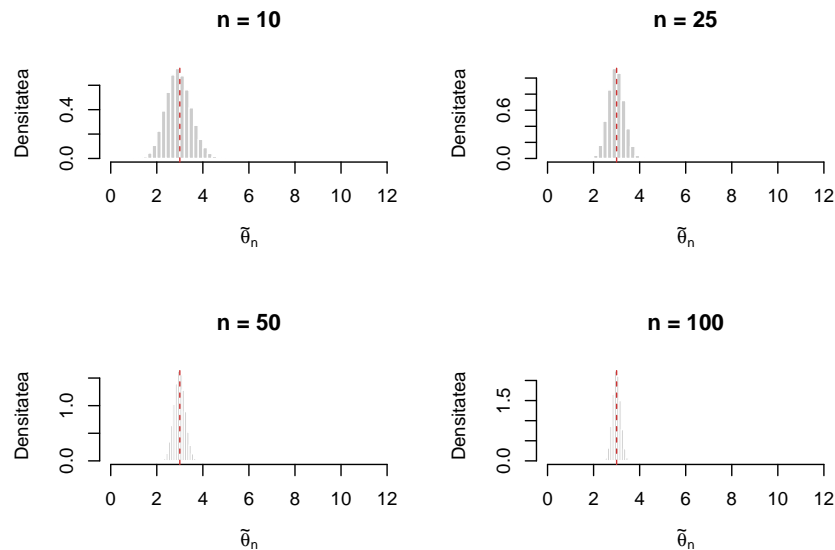 n = 10
Densitatea
0.0 0.4
0 2 4 6 8 10 12
θ̃n
n = 25
Densitatea
0.0 0.6
0 2 4 6 8 10 12
θ̃n
n = 50
Densitatea
0.0 1.0
0 2 4 6 8 10 12
θ̃n
n = 100
Densitatea
0.0 1.5
0 2 4 6 8 10 12
θ̃n